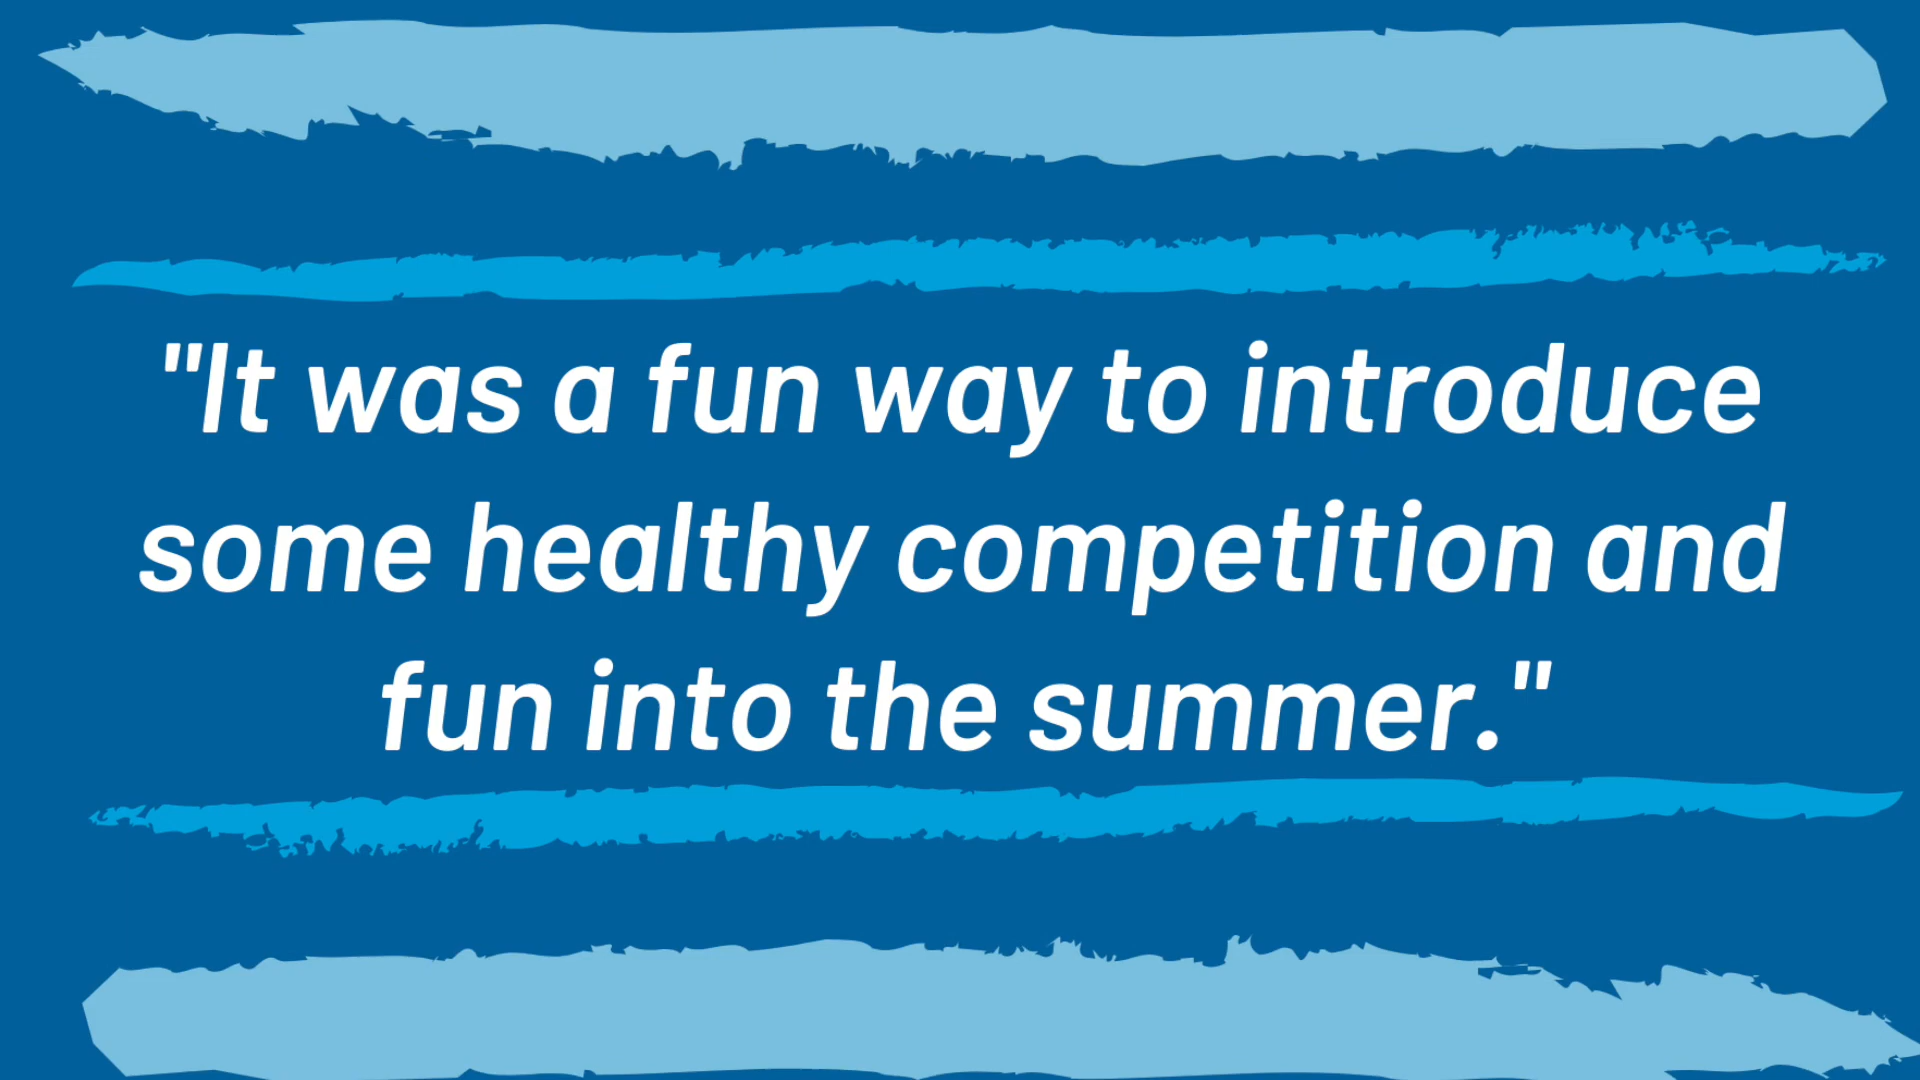 "It was a fun way to introduce
some healthy competition and
fun into the summer."